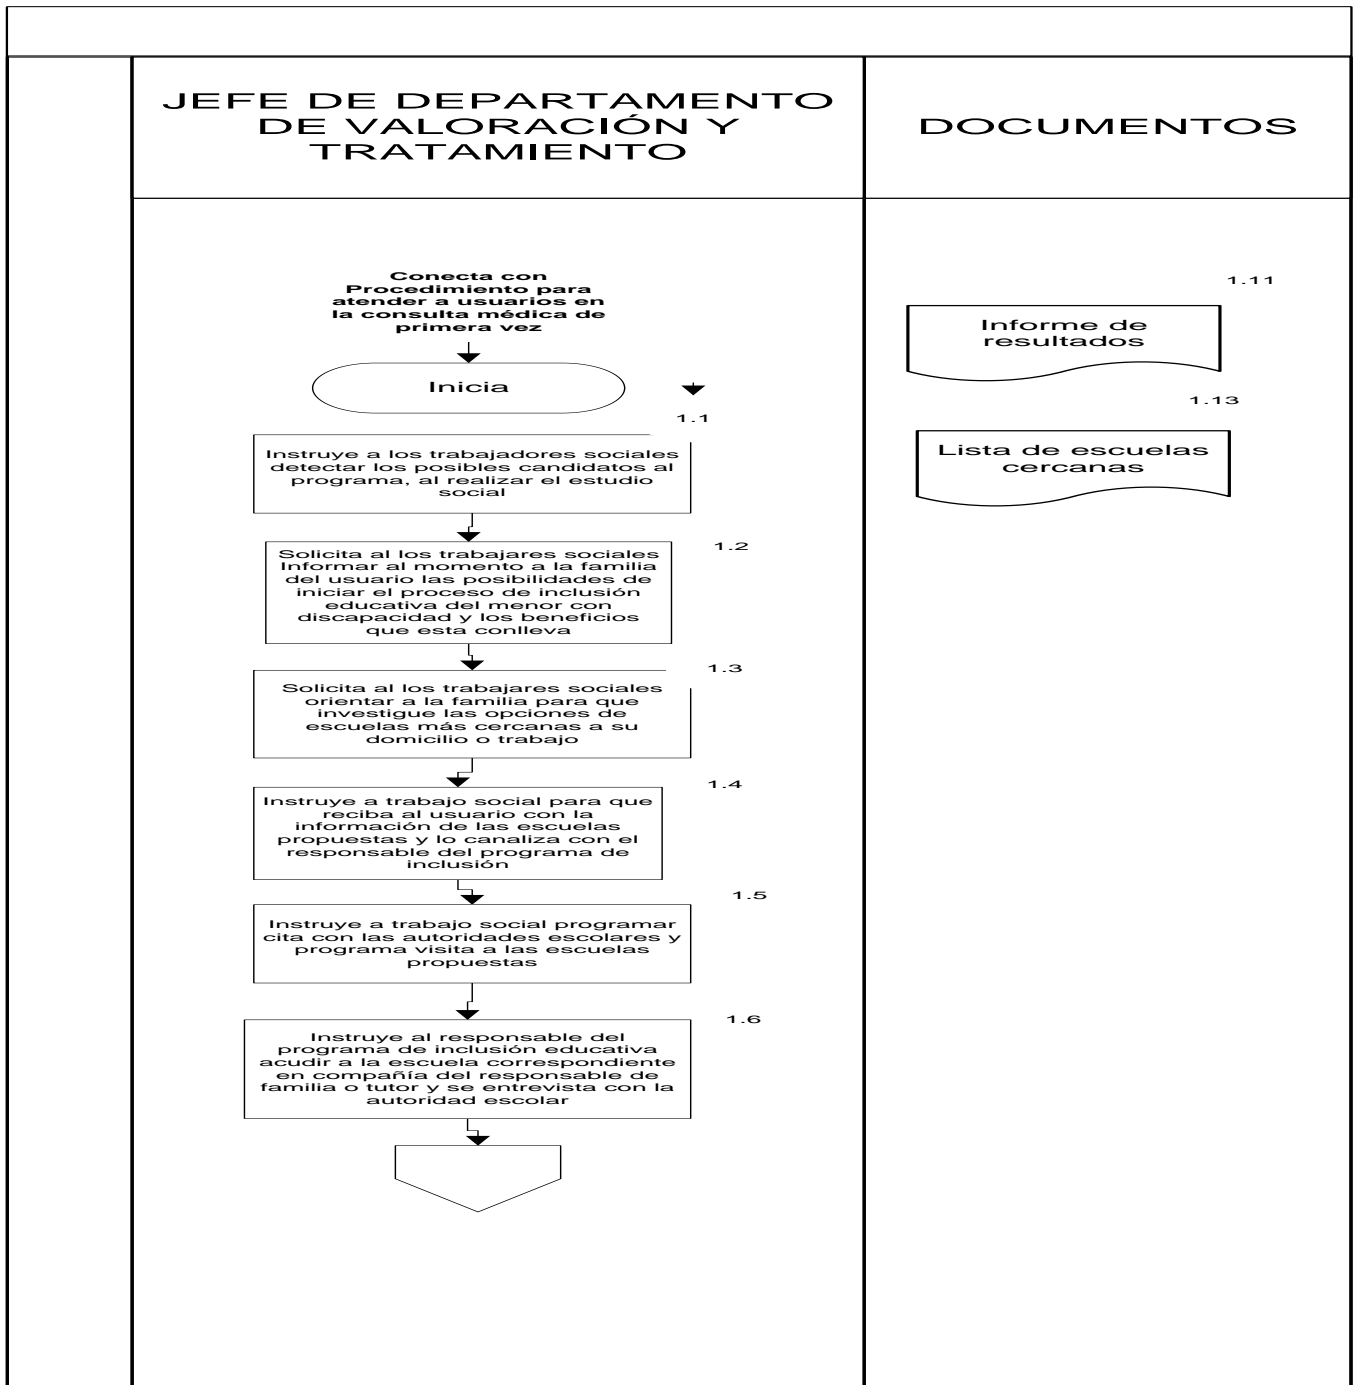 JEFE DE DEPARTAMENTO
DE VALORACIÓN Y
TRATAMIENTO
DOCUMENTOS
Conecta con
Procedimiento para
atender a usuarios en
la consulta médica de
primera vez
Inicia
1.1
Instruye a los trabajadores sociales
detectar los posibles candidatos al
programa, al realizar el estudio
social
1.2
Solicita al los trabajares sociales
Informar al momento a la familia
del usuario las posibilidades de
iniciar el proceso de inclusión
educativa del menor con
discapacidad y los beneficios
que esta conlleva
1.3
Solicita al los trabajares sociales
orientar a la familia para que
investigue las opciones de
escuelas más cercanas a su
domicilio o trabajo
1.4
Instruye a trabajo social para que
reciba al usuario con la
información de las escuelas
propuestas y lo canaliza con el
responsable del programa de
inclusión
1.5
Instruye a trabajo social programar
cita con las autoridades escolares y
programa visita a las escuelas
propuestas
1.6
Instruye al responsable del
programa de inclusión educativa
acudir a la escuela correspondiente
en compañía del responsable de
familia o tutor y se entrevista con la
autoridad escolar
1.11
Informe de
resultados
1.13
Lista de escuelas
cercanas